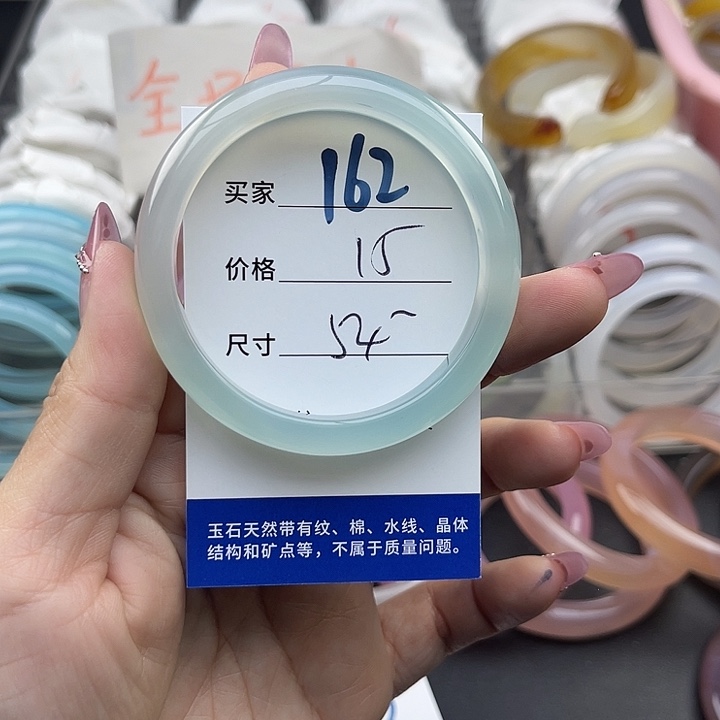 全
买家 162
价格 15
尺寸 54-
玉石天然带有纹、棉、水线、晶体
结构和矿点等，不属于质量问题。